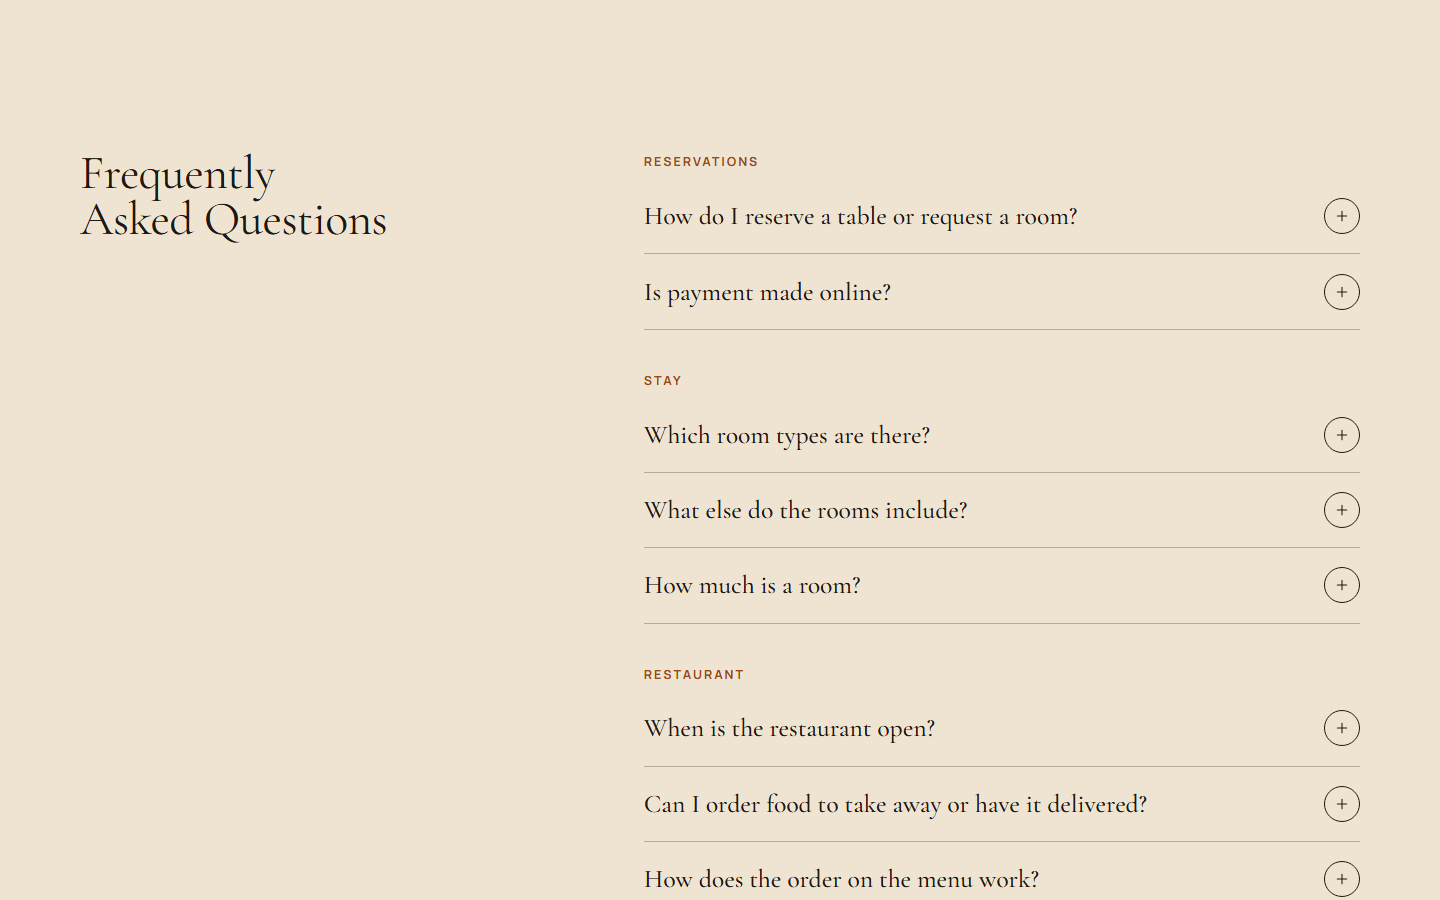 Frequently
Asked Questions
RESERVATIONS
How do I reserve a table or request a room?
Is payment made online?
STAY
Which room types are there?
What else do the rooms include?
How much is a room?
RESTAURANT
When is the restaurant open?
Can I order food to take away or have it delivered?
How does the order on the menu work?